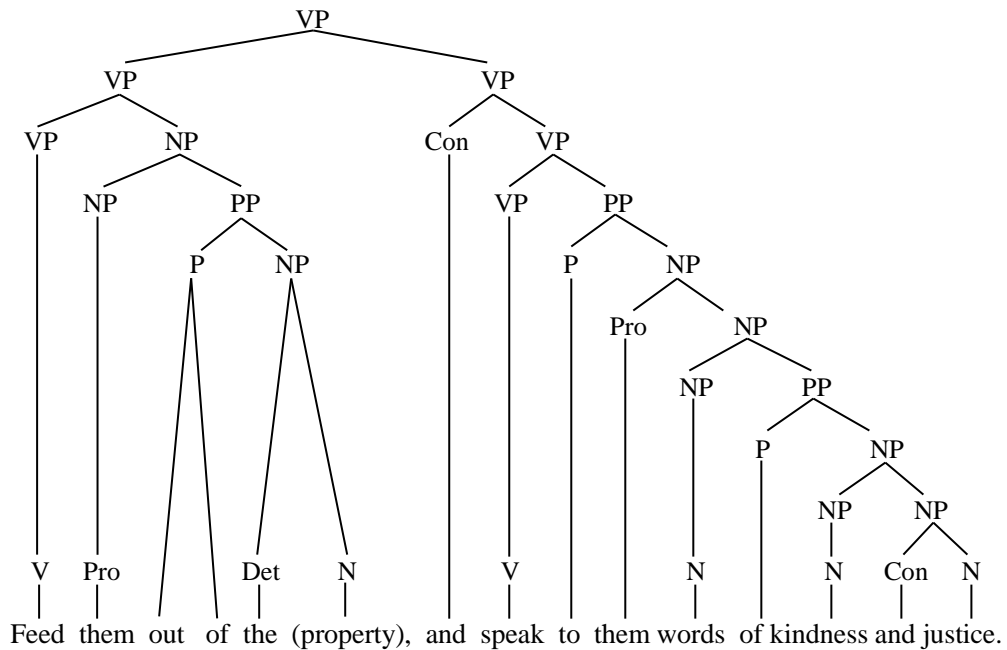 VP
VP VP
VP NP Con VP
NP PP VP PP
P NP P NP
Pro NP
NP PP
P NP
NP NP
V Pro Det N V N N Con N
Feed them out of the (property), and speak to them words of kindness and justice.